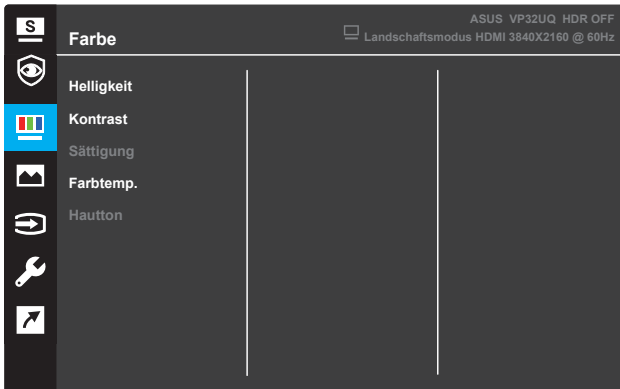 S
ASUS VP32UQ HDR OFF
Farbe
Landschaftsmodus HDMI 3840X2160 @ 60Hz
Helligkeit
Kontrast
Sättigung
Farbtemp.
Hautton